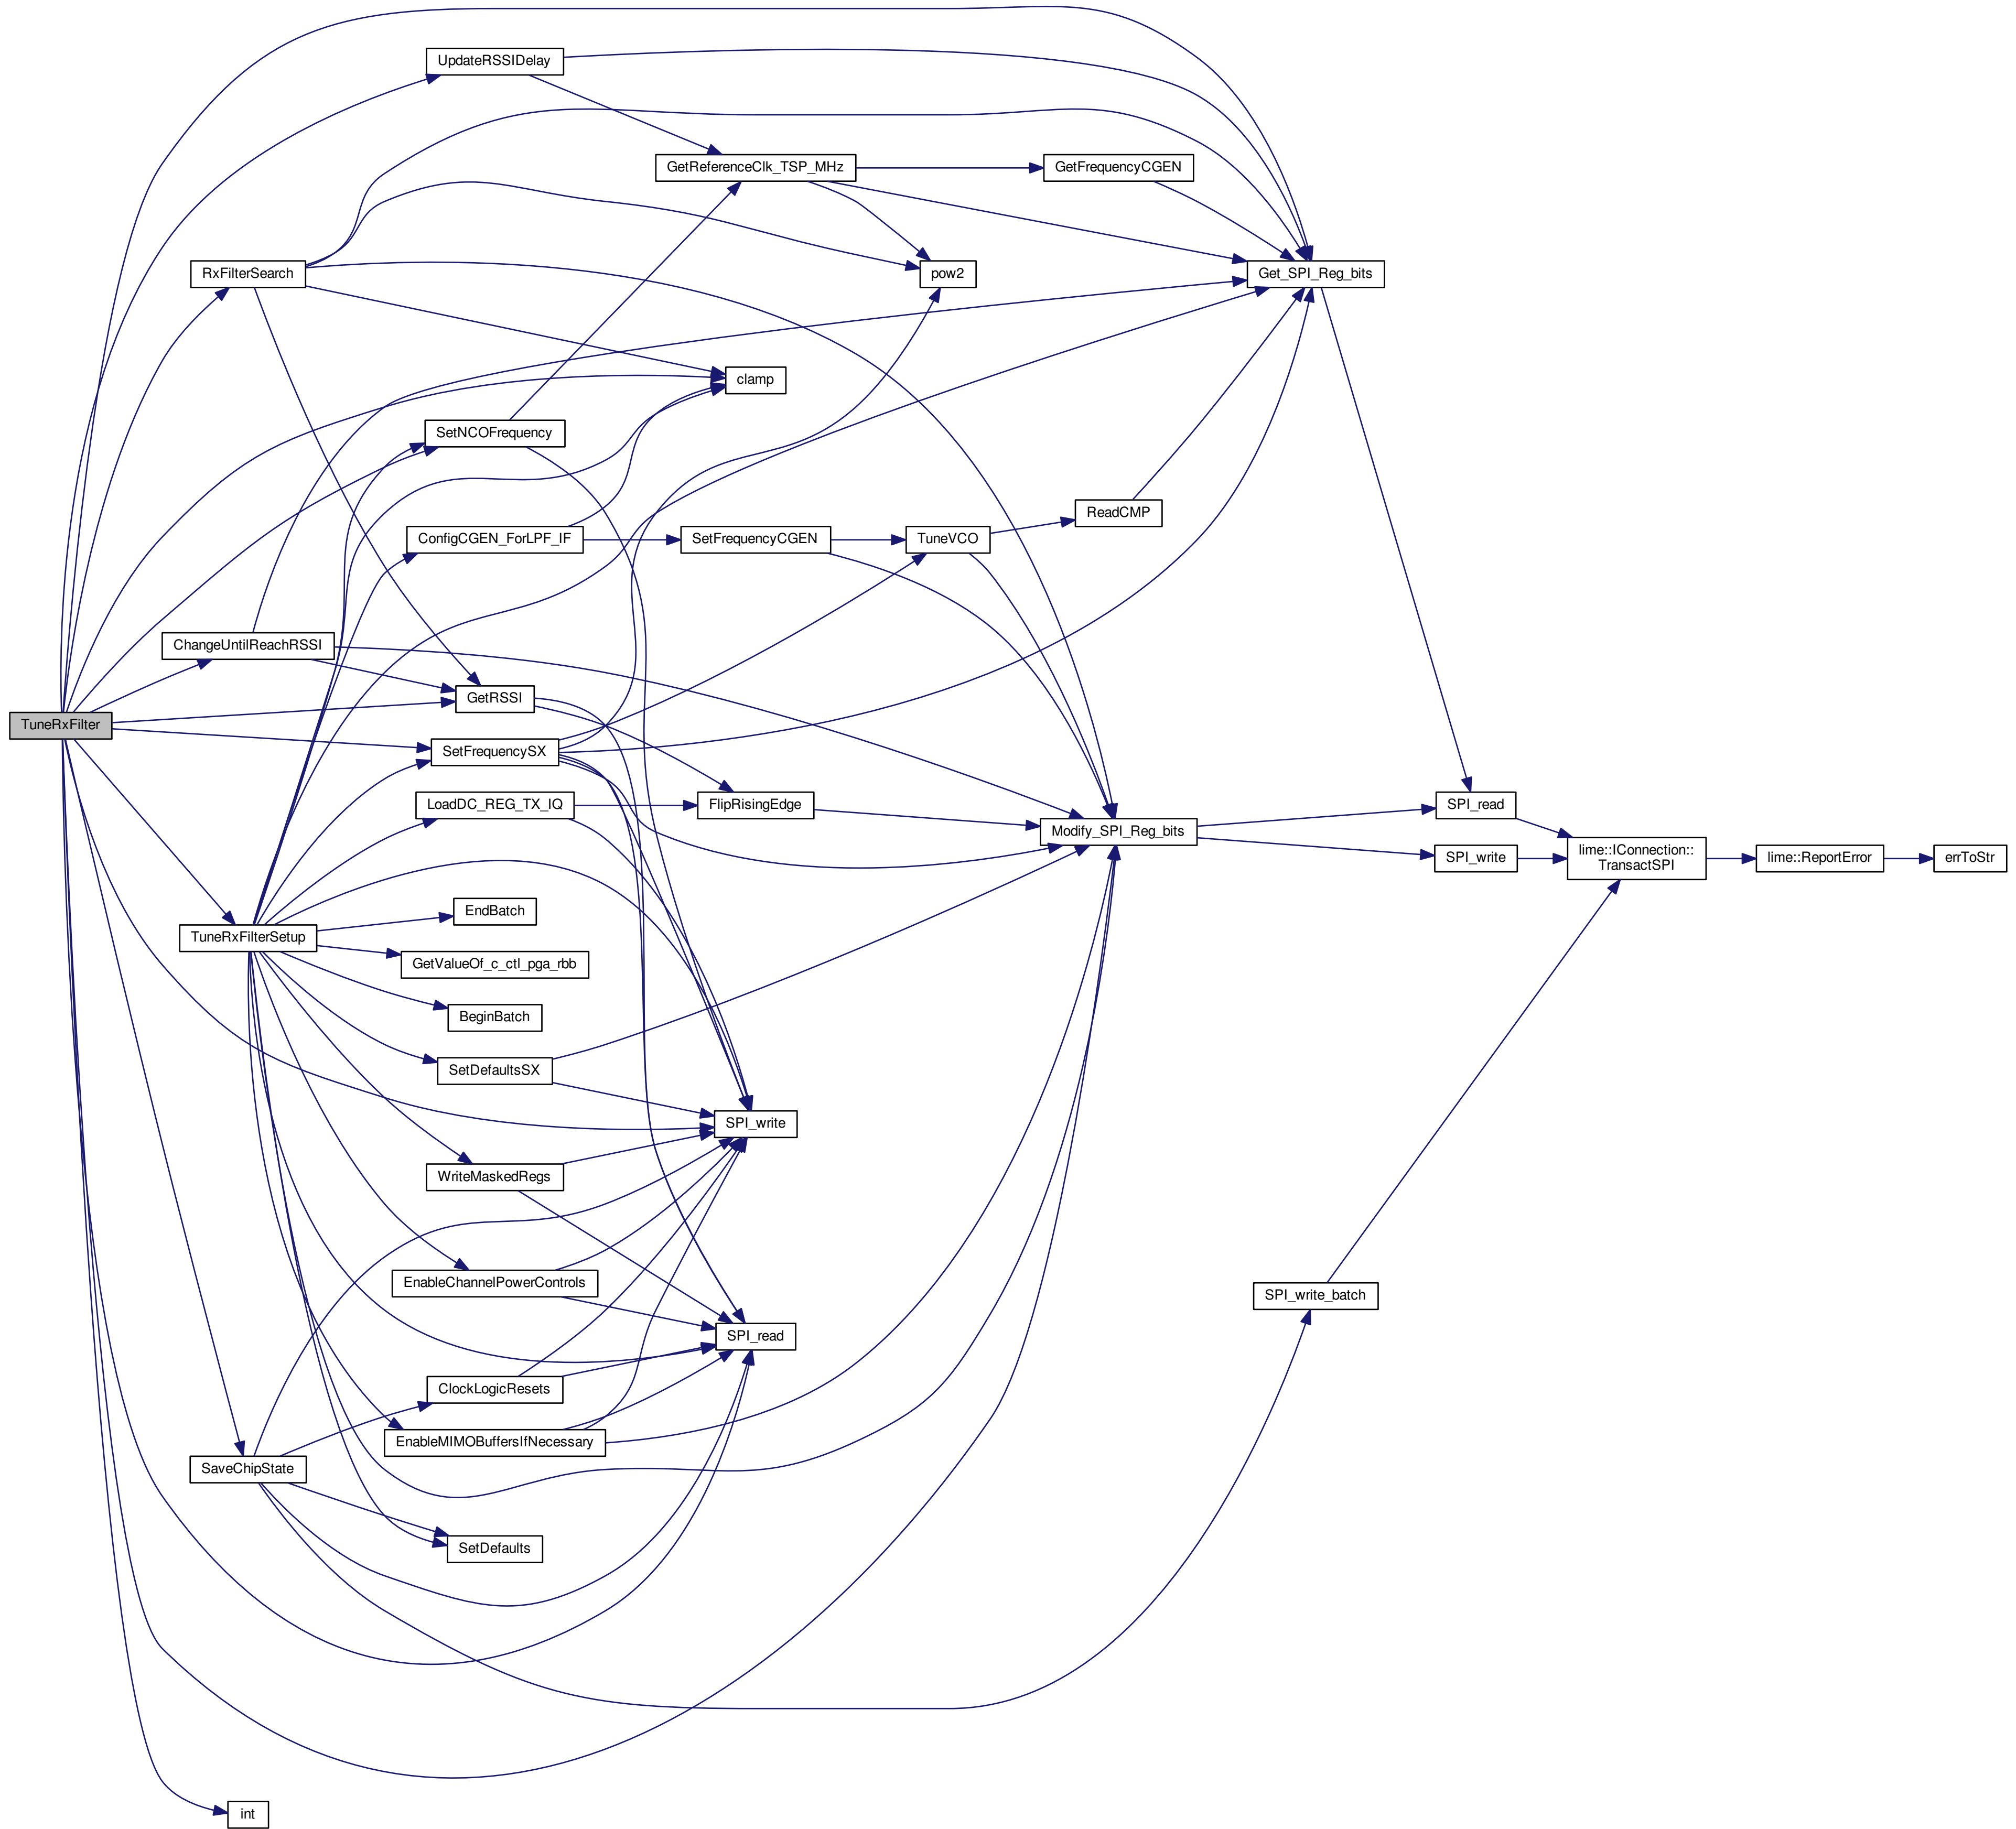 UpdateRSSIDelay
GetReferenceClk_TSP_MHz
GetFrequencyCGEN
RxFilterSearch
pow2
Get_SPI_Reg_bits
clamp
SetNCOFrequency
ReadCMP
ConfigCGEN_ForLPF_IF
SetFrequencyCGEN
TuneVCO
ChangeUntilReachRSSI
GetRSSI
TuneRxFilter
SetFrequencySX
LoadDC_REG_TX_IQ
FlipRisingEdge
SPI_read
Modify_SPI_Reg_bits
SPI_write
lime::IConnection::
TransactSPI
lime::ReportError
errToStr
EndBatch
TuneRxFilterSetup
GetValueOf_c_ctl_pga_rbb
BeginBatch
SetDefaultsSX
SPI_write
WriteMaskedRegs
EnableChannelPowerControls
SPI_write_batch
SPI_read
ClockLogicResets
EnableMIMOBuffersIfNecessary
SaveChipState
SetDefaults
int